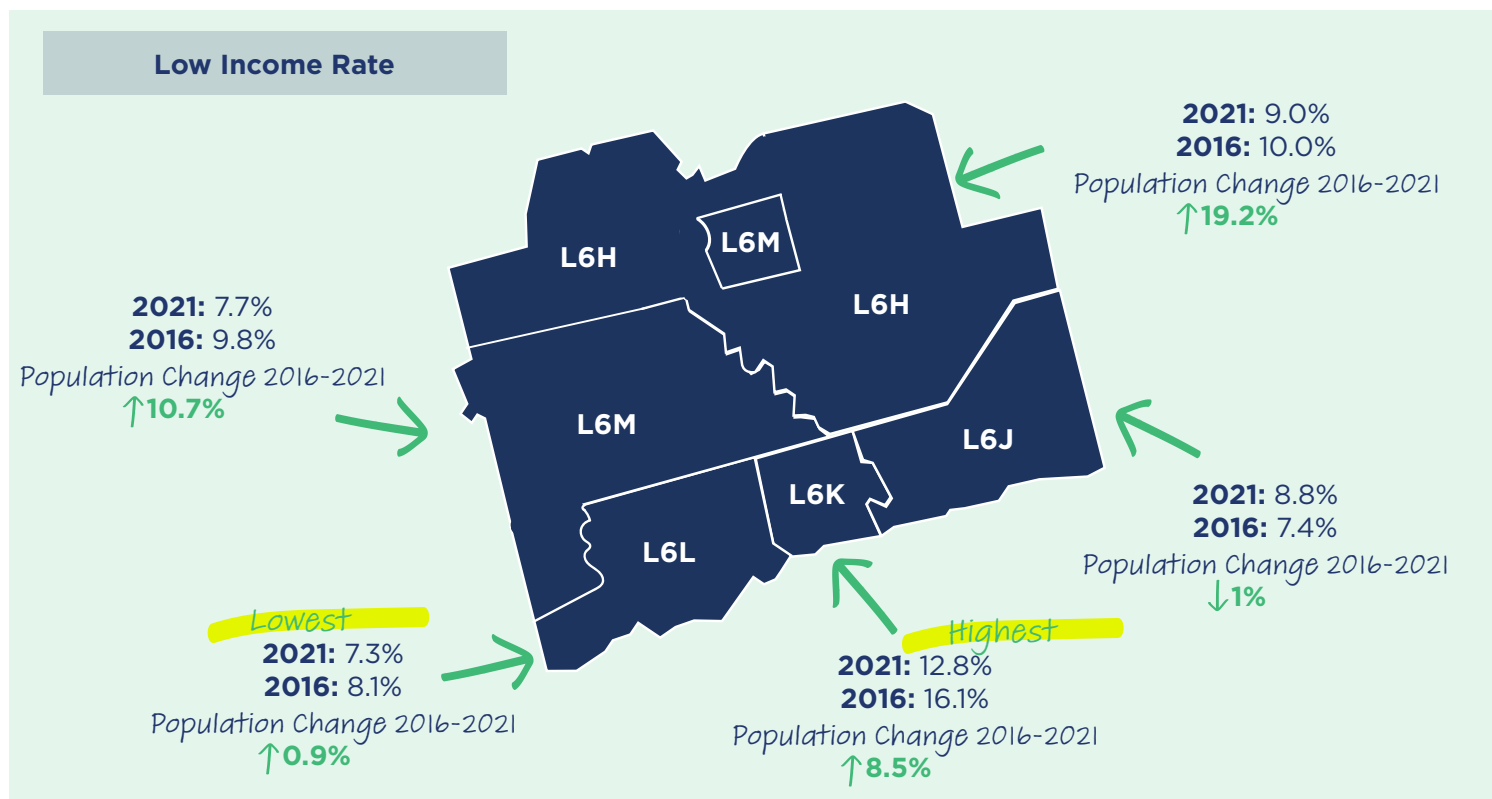 Low Income Rate
2021: 9.0%
2016: 10.0%
Population Change 2016-2021
↑19.2%
L6H
L6M
L6H
2021: 7.7%
2016: 9.8%
Population Change 2016-2021
↑10.7%
L6M
L6J
L6K
L6L
2021: 8.8%
2016: 7.4%
Population Change 2016-2021
↓1%
Lowest
2021: 7.3%
2016: 8.1%
Population Change 2016-2021
↑0.9%
Highest
2021: 12.8%
2016: 16.1%
Population Change 2016-2021
↑8.5%